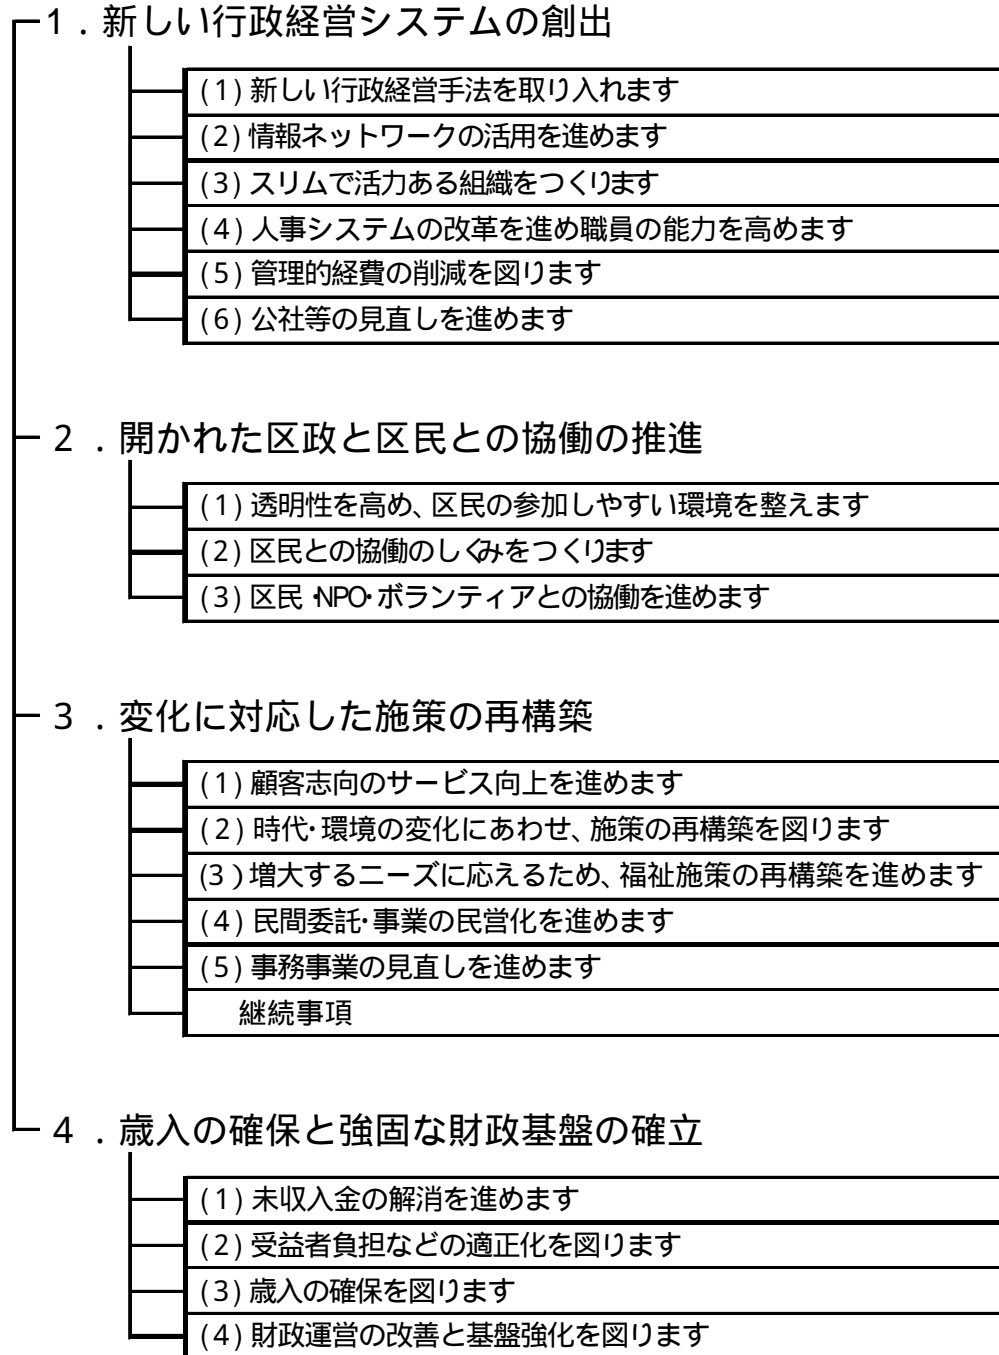 1．新しい行政経営システムの創出
(1)新しい行政経営手法を取り入れます
(2)情報ネットワークの活用を進めます
(3)スリムで活力ある組織をつくります
(4)人事システムの改革を進め職員の能力を高めます
(5)管理的経費の削減を図ります
(6)公社等の見直しを進めます
2．開かれた区政と区民との協働の推進
(1)透明性を高め、区民の参加しやすい環境を整えます
(2)区民との協働のしくみをつくります
(3)区民・NPO・ボランティアとの協働を進めます
3．変化に対応した施策の再構築
(1)顧客志向のサービス向上を進めます
(2)時代・環境の変化にあわせ、施策の再構築を図ります
(3)増大するニーズに応えるため、福祉施策の再構築を進めます
(4)民間委託・事業の民営化を進めます
(5)事務事業の見直しを進めます
継続事項
4．歳入の確保と強固な財政基盤の確立
(1)未収入金の解消を進めます
(2)受益者負担などの適正化を図ります
(3)歳入の確保を図ります
(4)財政運営の改善と基盤強化を図ります